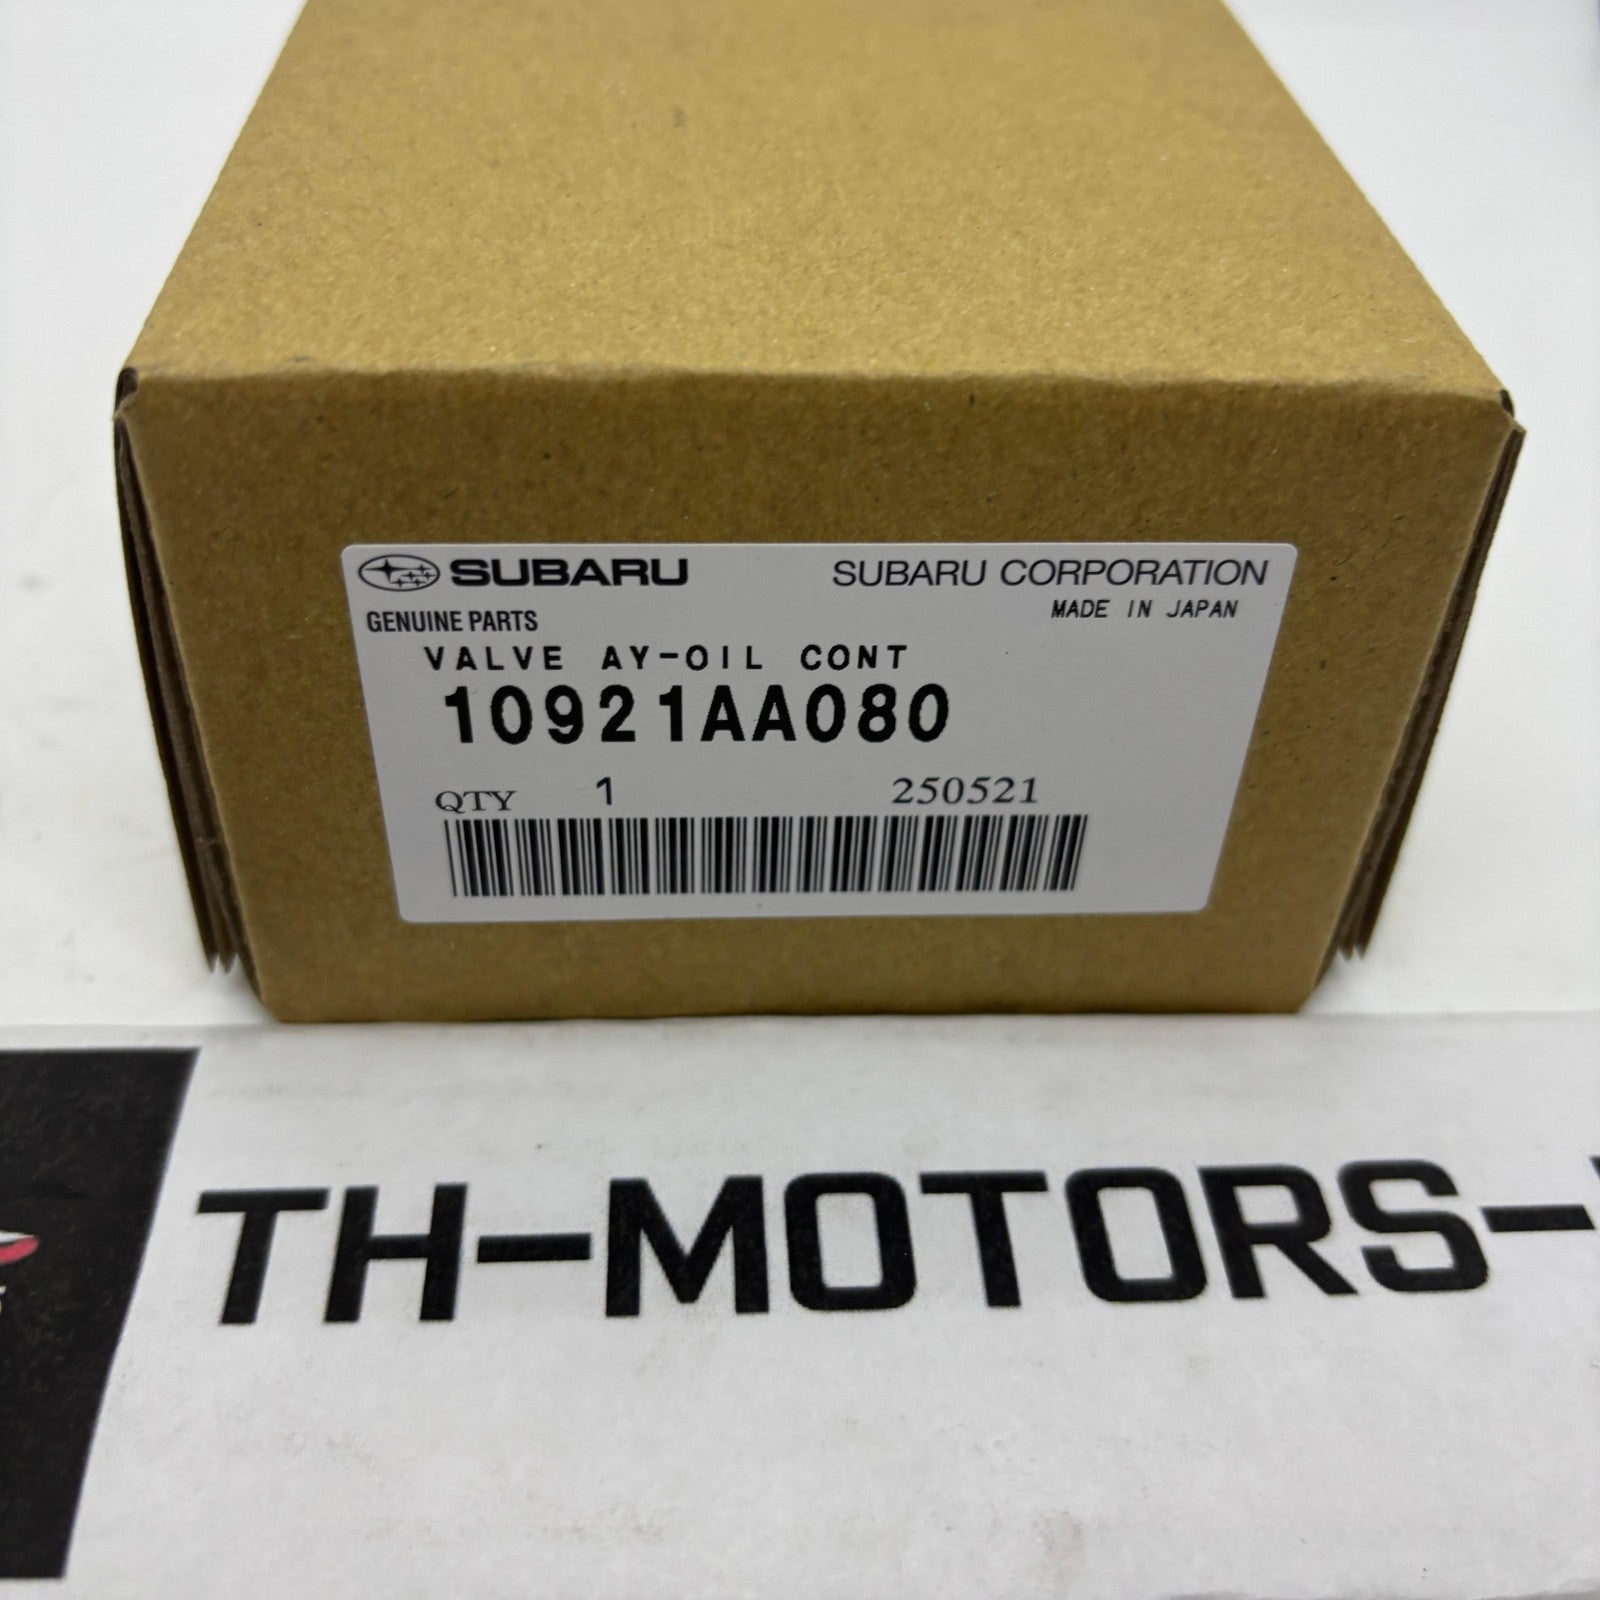 SUBARU SUBARU CORPORATION
GENUINE PARTS MADE IN JAPAN
VALVE AY-OIL CONT
10921AA080
QTY 1 250521
TH-MOTORS-